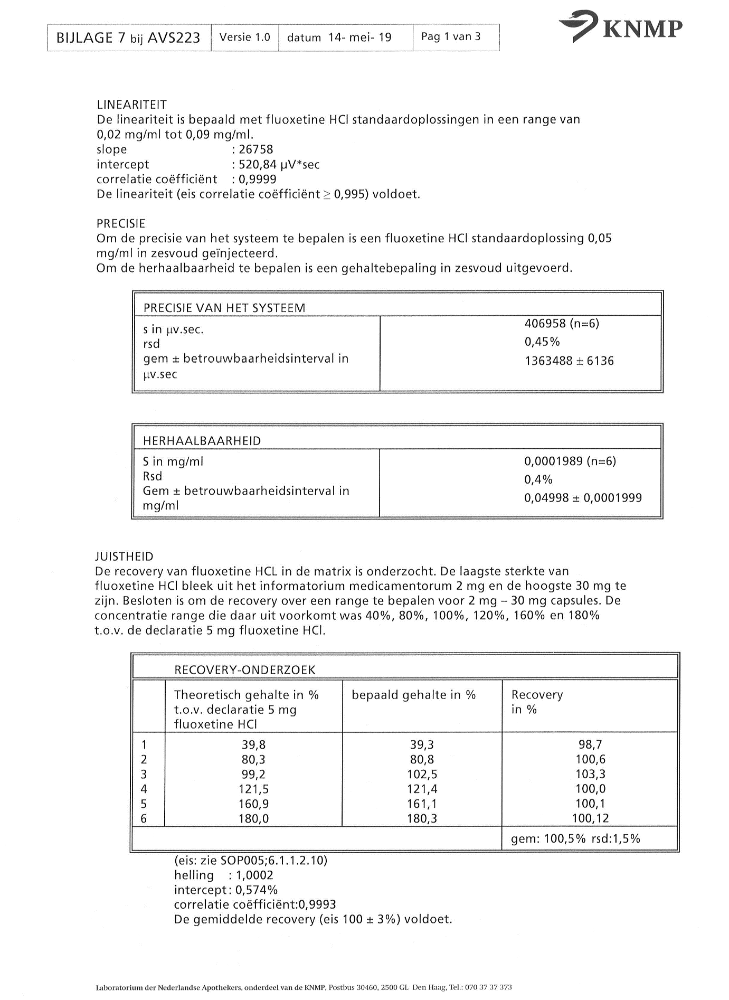 BIJLAGE 7 bij AVS223 Versie 1.0 datum 14- mei- 19 Pag 1 van 3
KNMP
LINEARITEIT
De lineariteit is bepaald met fluoxetine HCl standaardoplossingen in een range van
0,02 mg/ml tot 0,09 mg/ml.
slope : 26758
intercept : 520,84 µV*sec
correlatie coëfficiënt : 0,9999
De lineariteit (eis correlatie coëfficiënt ≥ 0,995) voldoet.
PRECISIE
Om de precisie van het systeem te bepalen is een fluoxetine HCl standaardoplossing 0,05
mg/ml in zesvoud geïnjecteerd.
Om de herhaalbaarheid te bepalen is een gehaltebepaling in zesvoud uitgevoerd.
PRECISIE VAN HET SYSTEEM
s in µv.sec. 406958 (n=6)
rsd 0,45%
gem ± betrouwbaarheidsinterval in 1363488 ± 6136
µv.sec
HERHAALBAARHEID
S in mg/ml 0,0001989 (n=6)
Rsd 0,4%
Gem ± betrouwbaarheidsinterval in 0,04998 ± 0,0001999
mg/ml
JUISTHEID
De recovery van fluoxetine HCL in de matrix is onderzocht. De laagste sterkte van
fluoxetine HCl bleek uit het informatorium medicamentorum 2 mg en de hoogste 30 mg te
zijn. Besloten is om de recovery over een range te bepalen voor 2 mg – 30 mg capsules. De
concentratie range die daar uit voorkomt was 40%, 80%, 100%, 120%, 160% en 180%
t.o.v. de declaratie 5 mg fluoxetine HCl.
RECOVERY-ONDERZOEK
Theoretisch gehalte in % bepaald gehalte in % Recovery
t.o.v. declaratie 5 mg in %
fluoxetine HCl
1 39,8 39,3 98,7
2 80,3 80,8 100,6
3 99,2 102,5 103,3
4 121,5 121,4 100,0
5 160,9 161,1 100,1
6 180,0 180,3 100,12
gem: 100,5% rsd:1,5%
(eis: zie SOP005;6.1.1.2.10)
helling : 1,0002
intercept: 0,574%
correlatie coëfficiënt:0,9993
De gemiddelde recovery (eis 100 ± 3%) voldoet.
Laboratorium der Nederlandse Apothekers, onderdeel van de KNMP, Postbus 30460, 2500 GL Den Haag, Tel.: 070 37 37 373